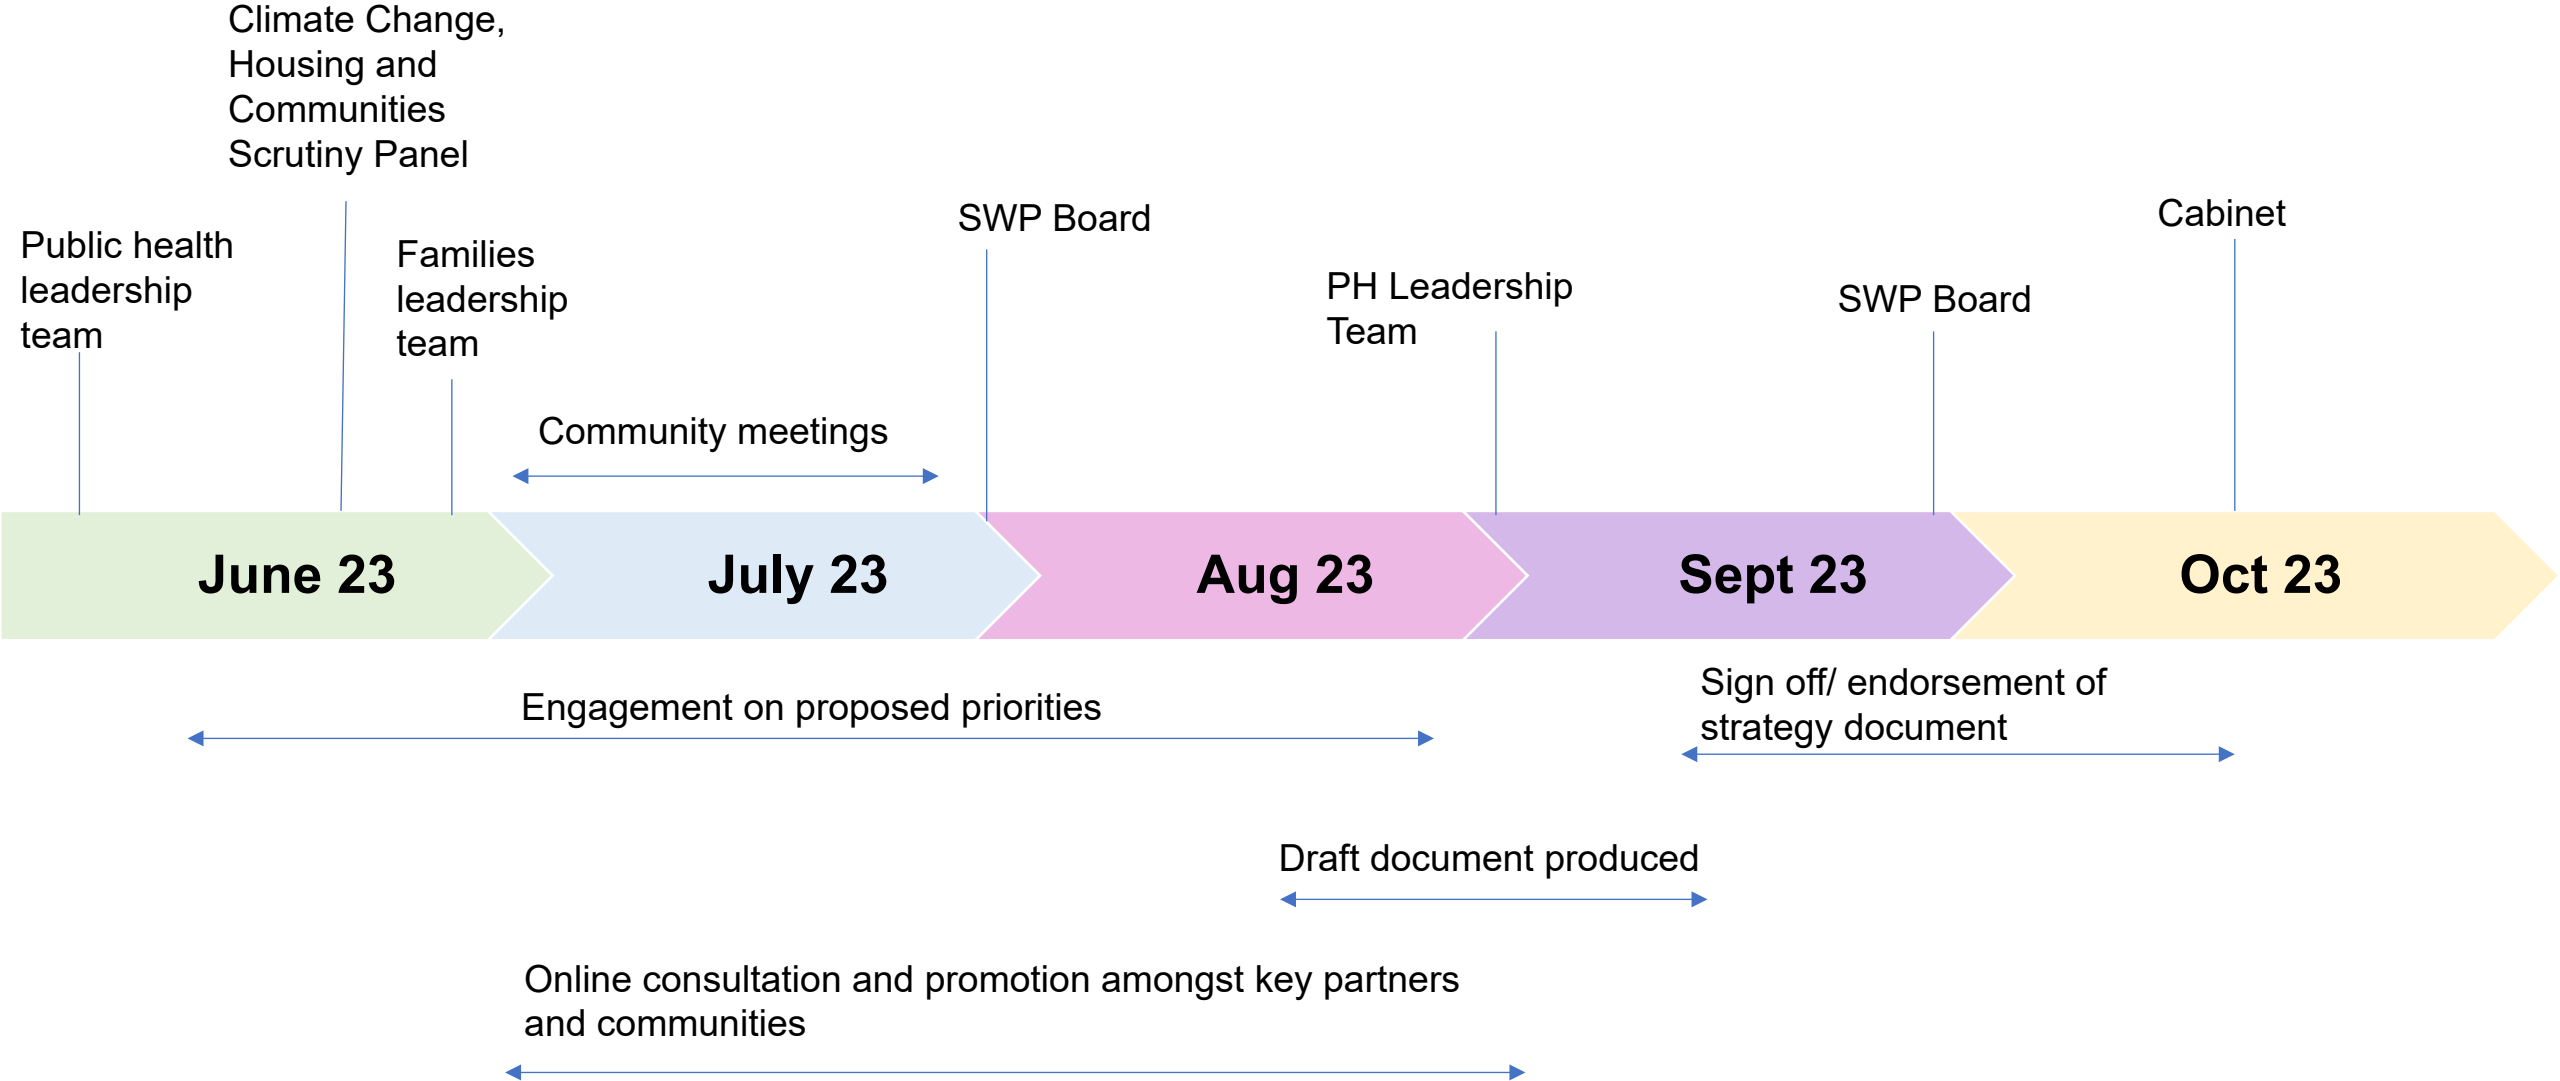 Climate Change,
Housing and
Communities
Scrutiny Panel
Public health
leadership
team
Families
leadership
team
Community meetings
SWP Board
PH Leadership
Team
SWP Board
Cabinet
June 23
July 23
Aug 23
Sept 23
Oct 23
Engagement on proposed priorities
Sign off/ endorsement of
strategy document
Draft document produced
Online consultation and promotion amongst key partners
and communities